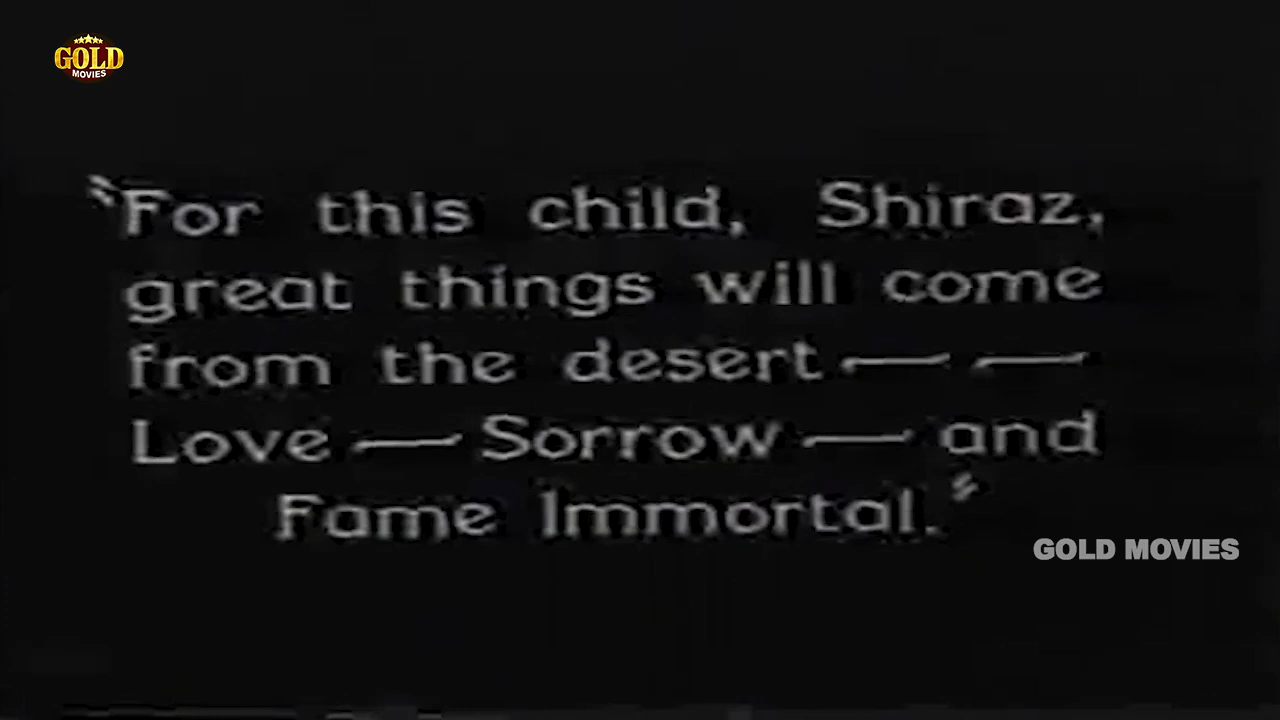 GOLD
MOVIES
"For this child, Shiraz,
great things will come
from the desert — —
Love — Sorrow — and
Fame Immortal."
GOLD MOVIES